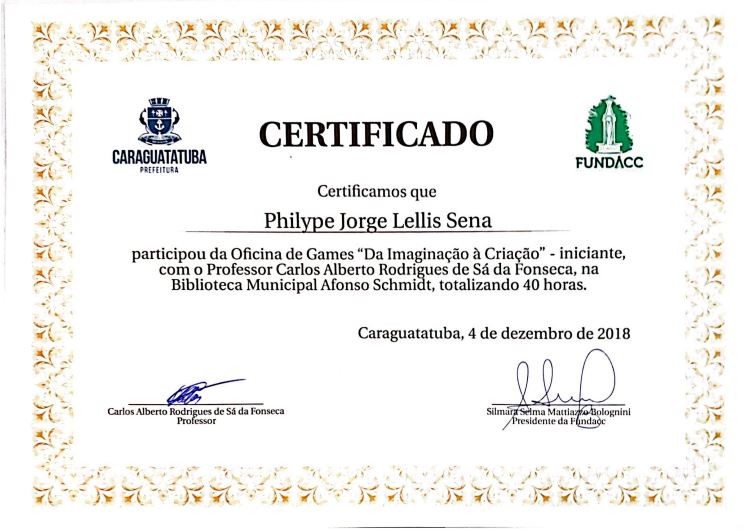 CARAGUATATUBA
PREFEITURA
CERTIFICADO
FUNDACC
Certificamos que
Philype Jorge Lellis Sena
participou da Oficina de Games “Da Imaginação à Criação” - iniciante,
com o Professor Carlos Alberto Rodrigues de Sá da Fonseca, na
Biblioteca Municipal Afonso Schmidt, totalizando 40 horas.
Caraguatatuba, 4 de dezembro de 2018
Carlos Alberto Rodrigues de Sá da Fonseca
Professor
Silmara Selma Mattiazzo Bolognini
Presidente da Fundacc